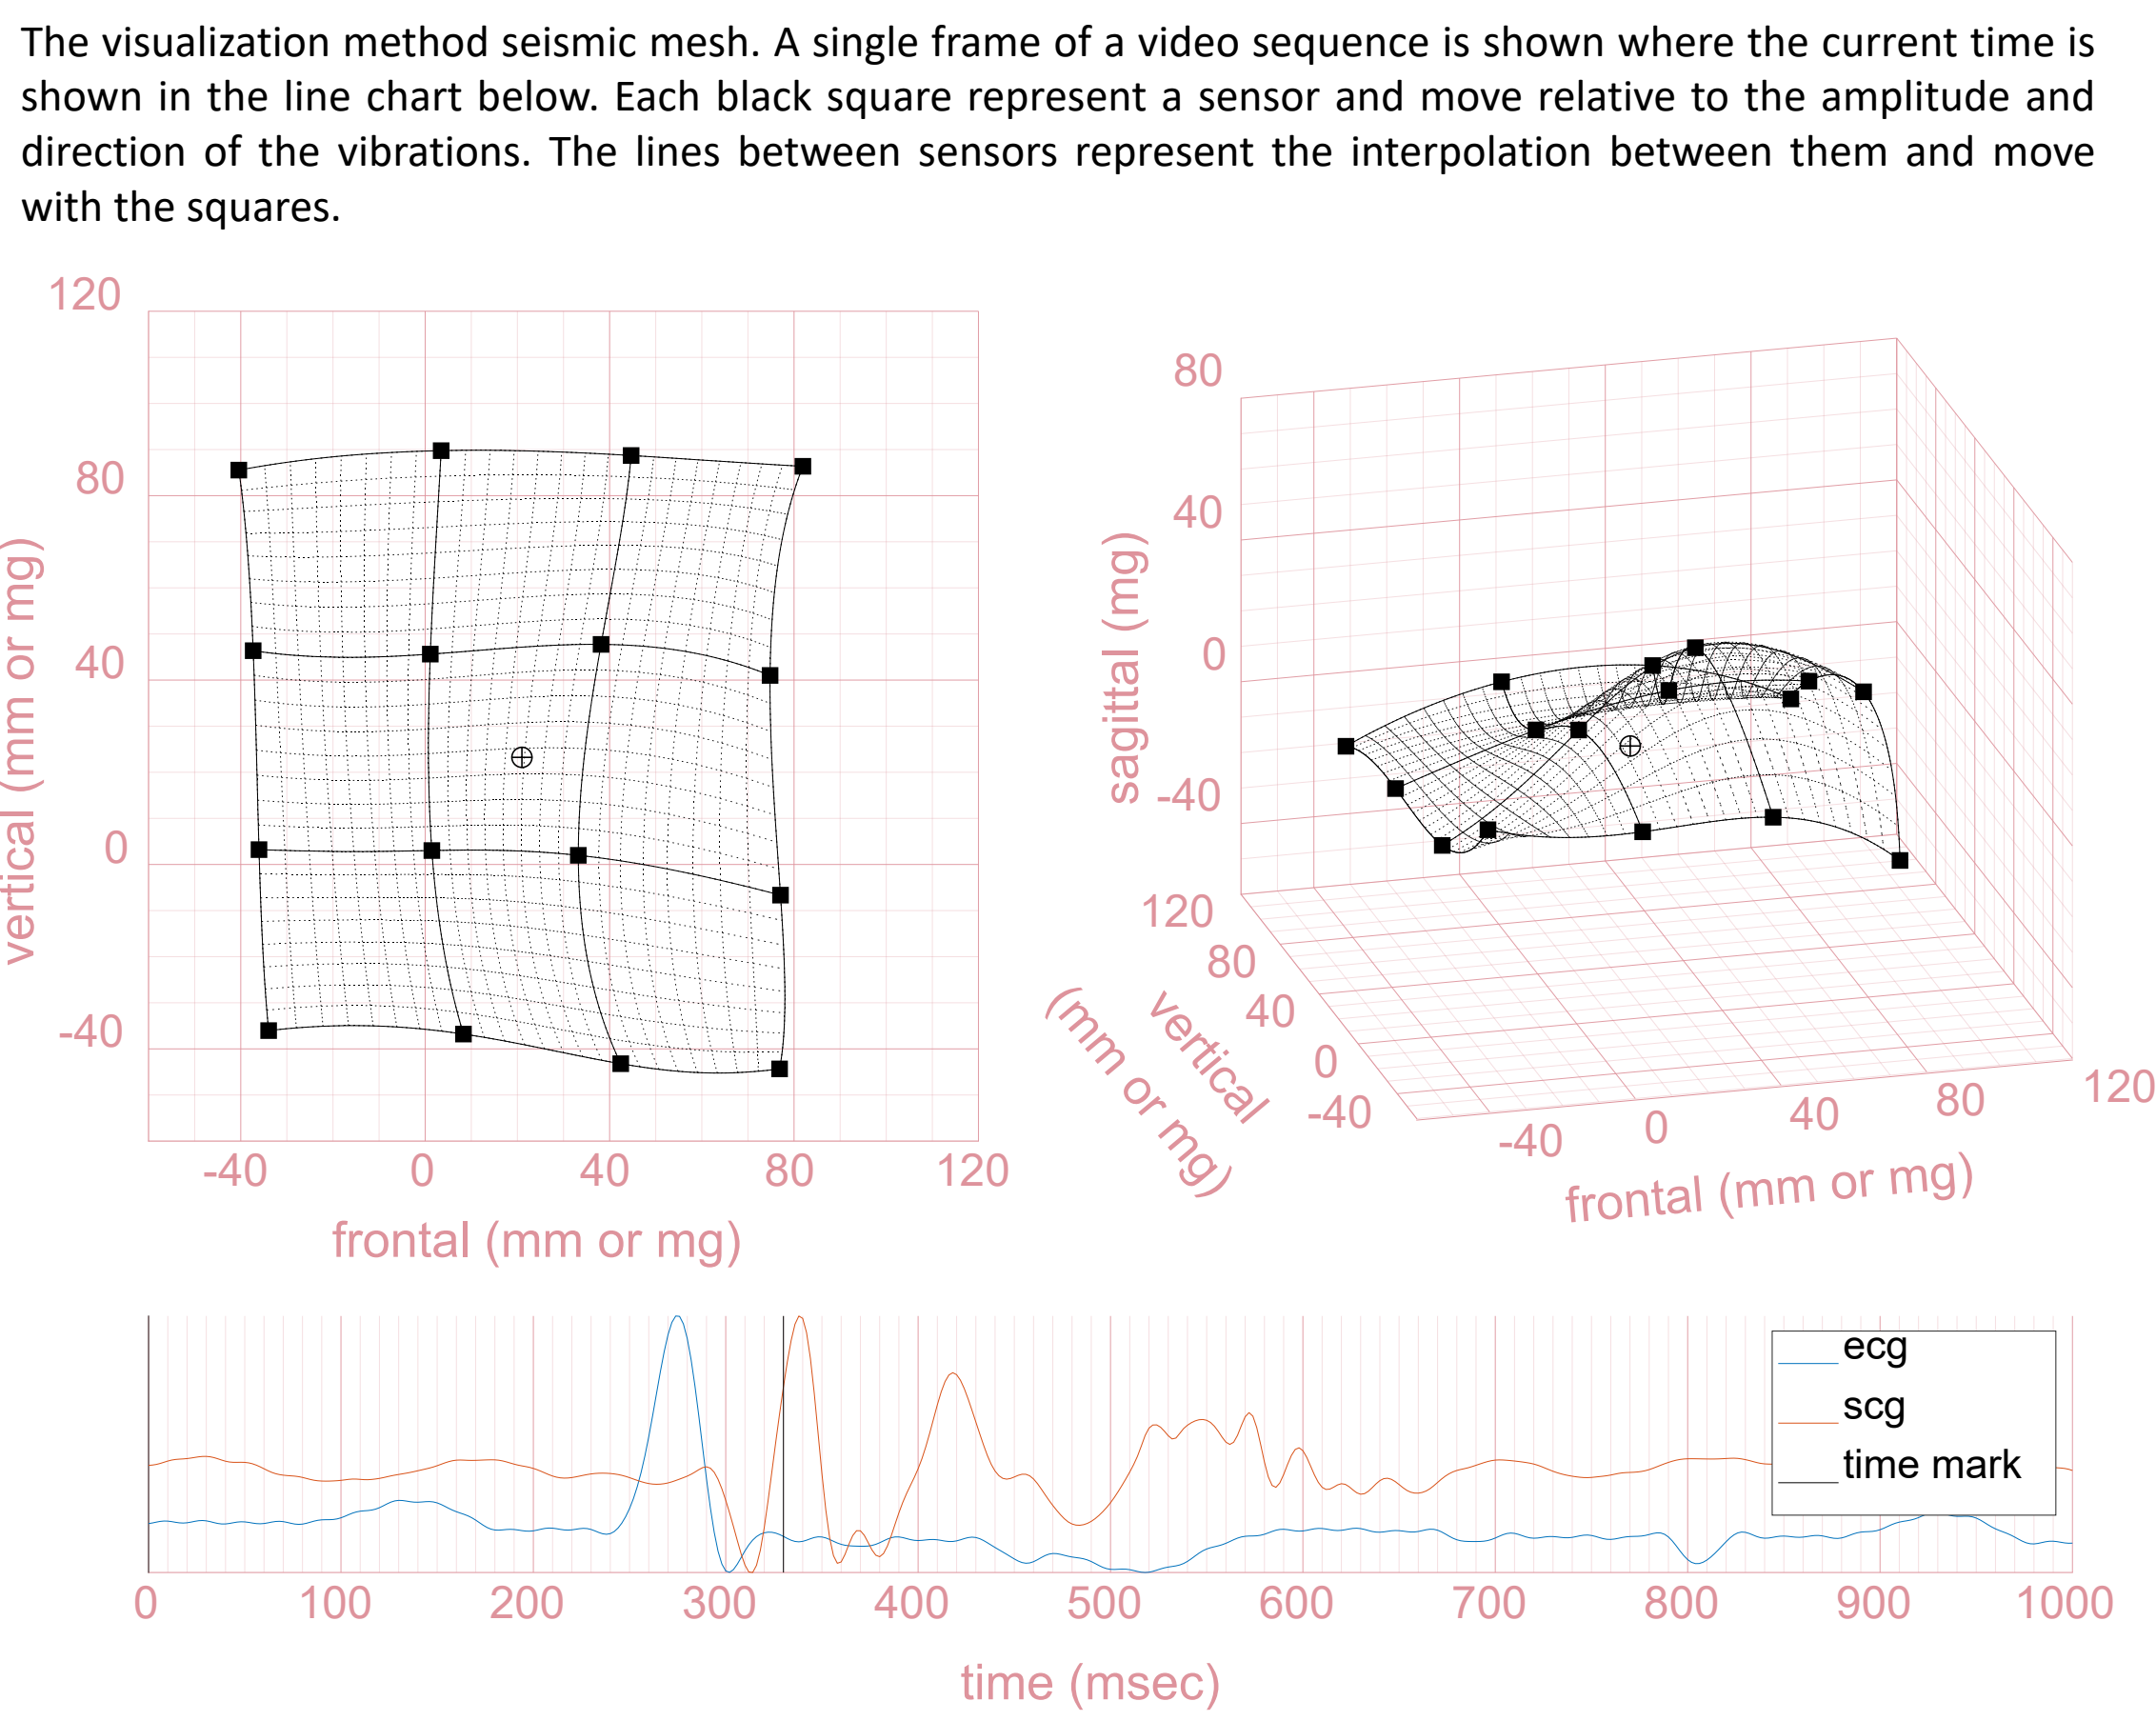 The visualization method seismic mesh. A single frame of a video sequence is shown where the current time is
shown in the line chart below. Each black square represent a sensor and move relative to the amplitude and
direction of the vibrations. The lines between sensors represent the interpolation between them and move
with the squares.
120
80
40
0
-40
vertical (mm or mg)
-40 0 40 80 120
frontal (mm or mg)
80
40
0
-40
sagittal (mg)
120
80
40
0
-40
vertical
(mm or mg)
-40 0 40 80 120
frontal (mm or mg)
ecg
scg
time mark
0 100 200 300 400 500 600 700 800 900 1000
time (msec)